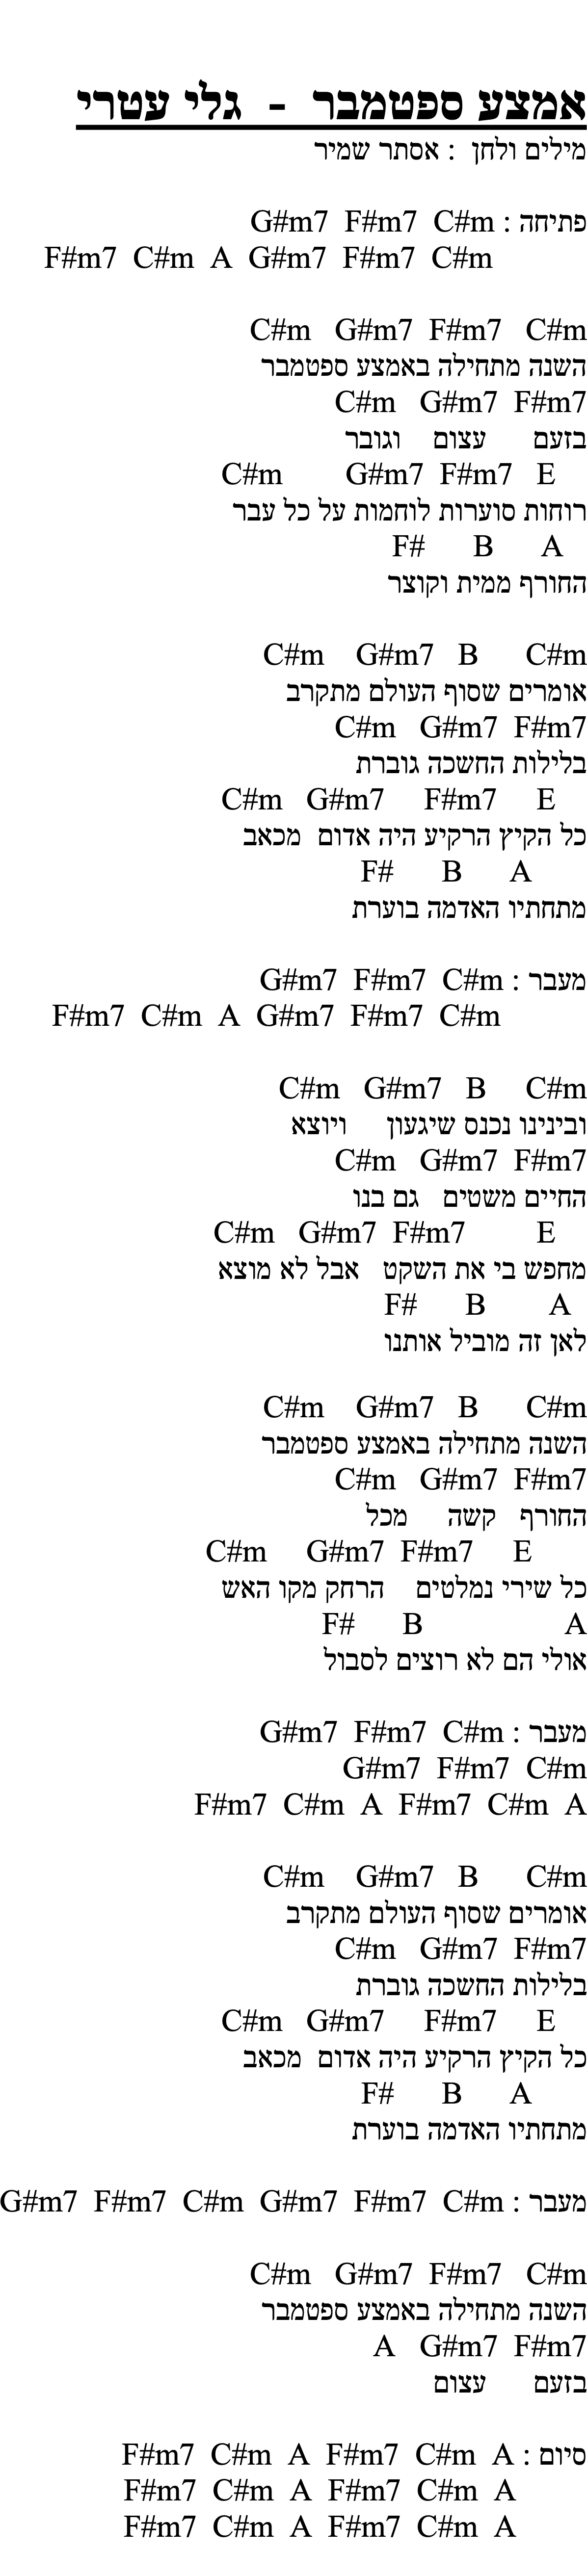 אמצע ספטמבר - גלי עטרי
מילים ולחן : אסתר שמיר
פתיחה : G#m7 F#m7 C#m
F#m7 C#m A G#m7 F#m7 C#m
C#m G#m7 F#m7 C#m
השנה מתחילה באמצע ספטמבר
C#m G#m7 F#m7
בזעם עצום וגובר
C#m G#m7 F#m7 E
רוחות סוערות לוחמות על כל עבר
F# B A
החורף ממית וקוצר
C#m G#m7 B C#m
אומרים שסוף העולם מתקרב
C#m G#m7 F#m7
בלילות החשכה גוברת
C#m G#m7 F#m7 E
כל הקיץ הרקיע היה אדום מכאב
F# B A
מתחתיו האדמה בוערת
מעבר : G#m7 F#m7 C#m
F#m7 C#m A G#m7 F#m7 C#m
C#m G#m7 B C#m
ובינינו נכנס שיגעון ויוצא
C#m G#m7 F#m7
החיים משטים גם בנו
C#m G#m7 F#m7 E
מחפש בי את השקט אבל לא מוצא
F# B A
לאן זה מוביל אותנו
C#m G#m7 B C#m
השנה מתחילה באמצע ספטמבר
C#m G#m7 F#m7
החורף קשה מכל
C#m G#m7 F#m7 E
כל שירי נמלטים הרחק מקו האש
F# B A
אולי הם לא רוצים לסבול
מעבר : G#m7 F#m7 C#m
G#m7 F#m7 C#m
F#m7 C#m A F#m7 C#m A
C#m G#m7 B C#m
אומרים שסוף העולם מתקרב
C#m G#m7 F#m7
בלילות החשכה גוברת
C#m G#m7 F#m7 E
כל הקיץ הרקיע היה אדום מכאב
F# B A
מתחתיו האדמה בוערת
מעבר : G#m7 F#m7 C#m G#m7 F#m7 C#m
C#m G#m7 F#m7 C#m
השנה מתחילה באמצע ספטמבר
A G#m7 F#m7
בזעם עצום
סיום : F#m7 C#m A F#m7 C#m A
F#m7 C#m A F#m7 C#m A
F#m7 C#m A F#m7 C#m A